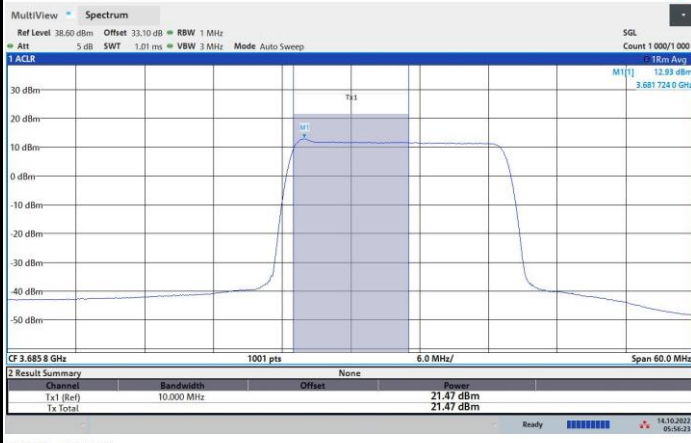 MultiView Spectrum
Ref Level 38.60 dBm Offset 33.10 dB RBW 1 MHz SGL
Att 5 dB SWT 1.01 ms VBW 3 MHz Mode Auto Sweep Count 1 000/1 000
1 ACLR 1Rm Avg
M1[1] 12.93 dBm
3.681 724 0 GHz
30 dBm
Tx1
20 dBm
M1
10 dBm
0 dBm
-10 dBm
-20 dBm
-30 dBm
-40 dBm
-50 dBm
CF 3.685 8 GHz 1001 pts 6.0 MHz/ Span 60.0 MHz
2 Result Summary None
Channel Bandwidth Offset Power
Tx1 (Ref) 10.000 MHz 21.47 dBm
Tx Total 21.47 dBm
Ready 14.10.2022
05:56:23